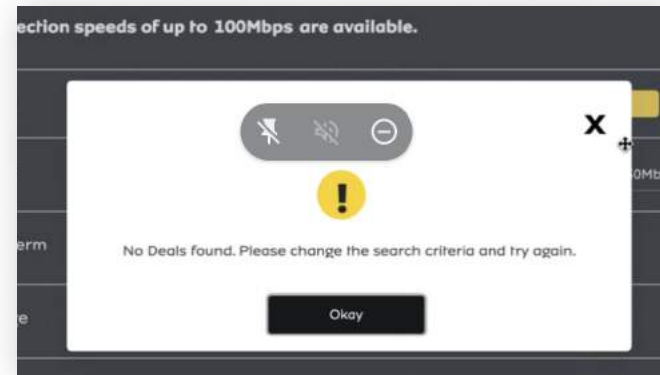 ection speeds of up to 100Mbps are available.
X
0Mb
!
No Deals found. Please change the search criteria and try again.
erm
Okay
e